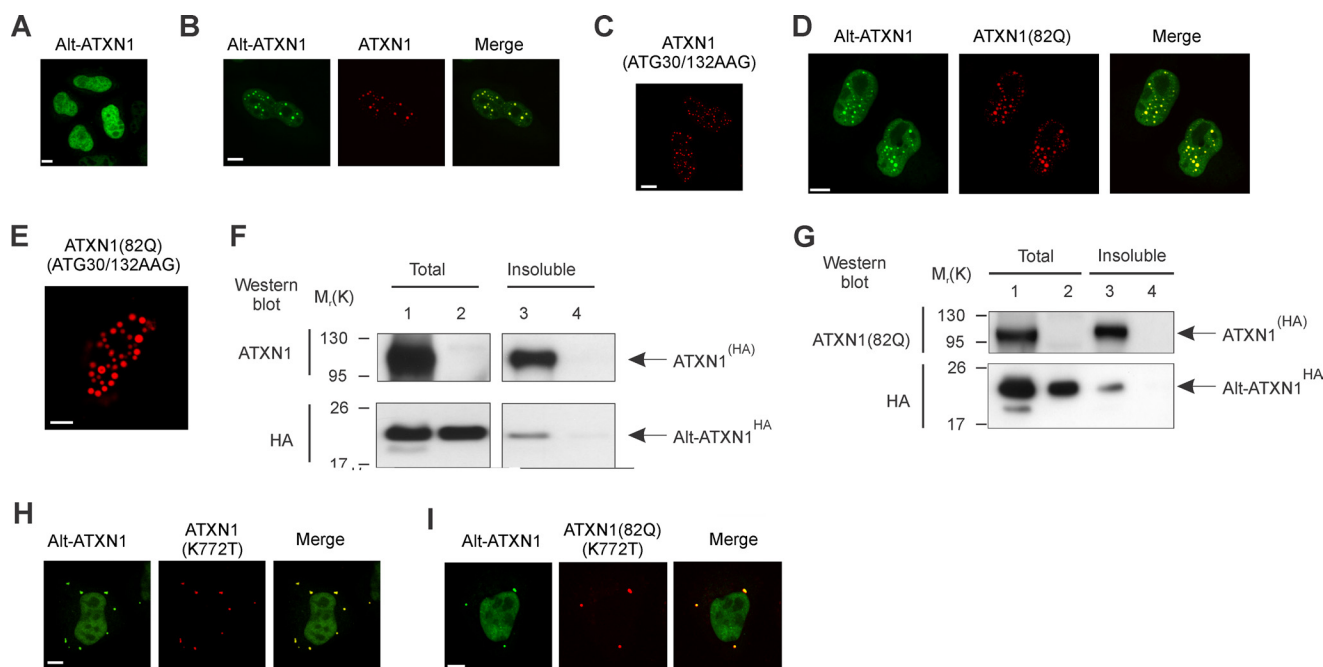 A
Alt-ATXN1
B
Alt-ATXN1 ATXN1 Merge
C
ATXN1
(ATG30/132AAG)
D
Alt-ATXN1 ATXN1(82Q) Merge
E
ATXN1(82Q)
(ATG30/132AAG)
F
Western
blot
Mr(K)
Total Insoluble
1 2 3 4
ATXN1
130
95
ATXN1(HA)
HA
26
17
Alt-ATXN1HA
G
Western
blot
Mr(K)
Total Insoluble
1 2 3 4
ATXN1(82Q)
130
95
ATXN1(HA)
HA
26
17
Alt-ATXN1HA
H
Alt-ATXN1 ATXN1
(K772T) Merge
I
Alt-ATXN1 ATXN1(82Q)
(K772T) Merge